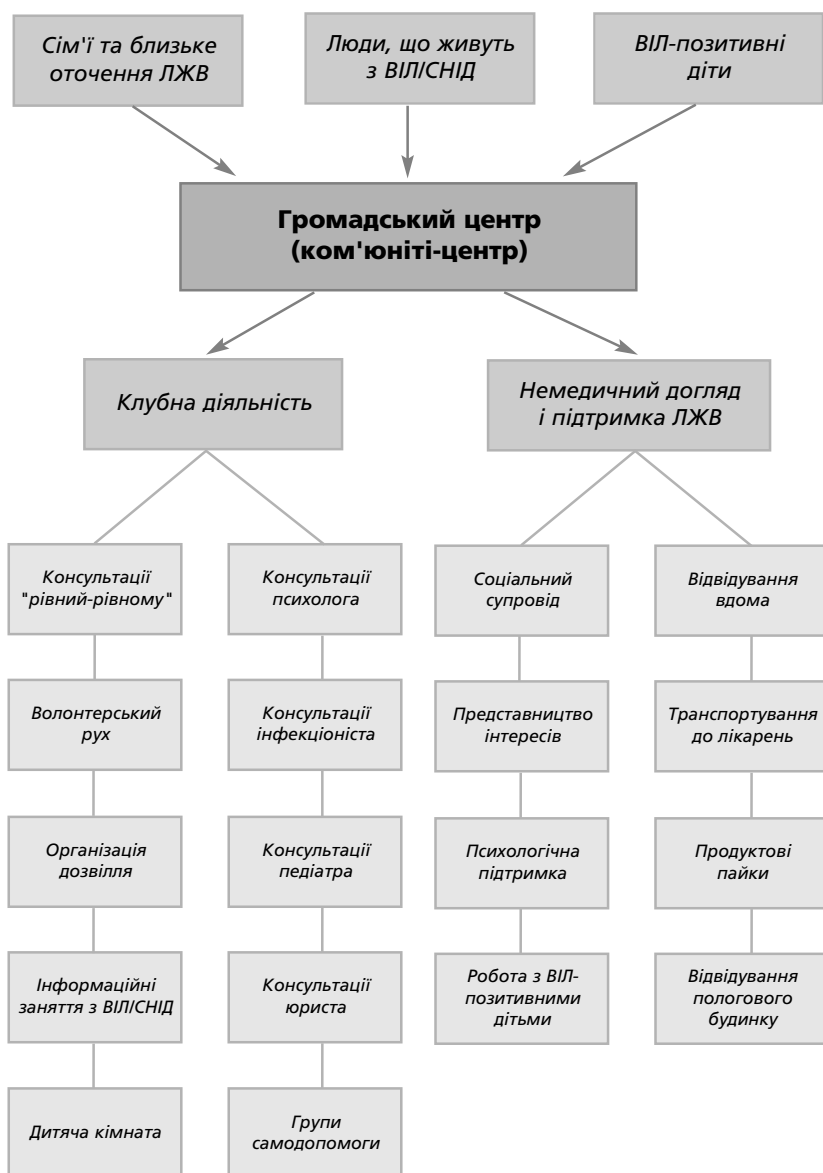 Сім'ї та близьке
оточення ЛЖВ
Люди, що живуть
з ВІЛ/СНІД
ВІЛ-позитивні
діти
Громадський центр
(ком'юніті-центр)
Клубна діяльність
Немедичний догляд
і підтримка ЛЖВ
Консультації
"рівний-рівному"
Консультації
психолога
Соціальний
супровід
Відвідування
вдома
Волонтерський
рух
Консультації
інфекціоніста
Представництво
інтересів
Транспортування
до лікарень
Організація
дозвілля
Консультації
педіатра
Психологічна
підтримка
Продуктові
пайки
Інформаційні
заняття з ВІЛ/СНІД
Консультації
юриста
Робота з ВІЛ-
позитивними
дітьми
Відвідування
пологового
будинку
Дитяча кімната
Групи
самодопомоги